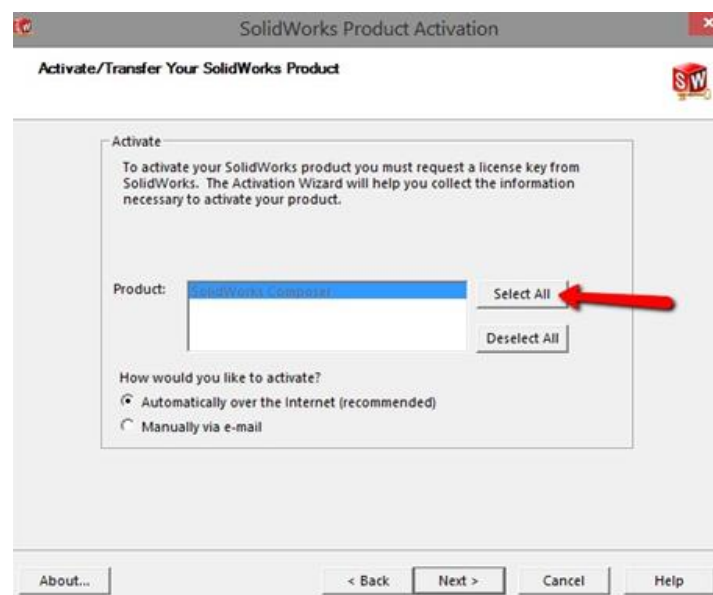 SolidWorks Product Activation
Activate/Transfer Your SolidWorks Product
SW
Activate
To activate your SolidWorks product you must request a license key from
SolidWorks. The Activation Wizard will help you collect the information
necessary to activate your product.
Product:
SolidWorks Composer
Select All
Deselect All
How would you like to activate?
Automatically over the Internet (recommended)
Manually via e-mail
About...
< Back
Next >
Cancel
Help